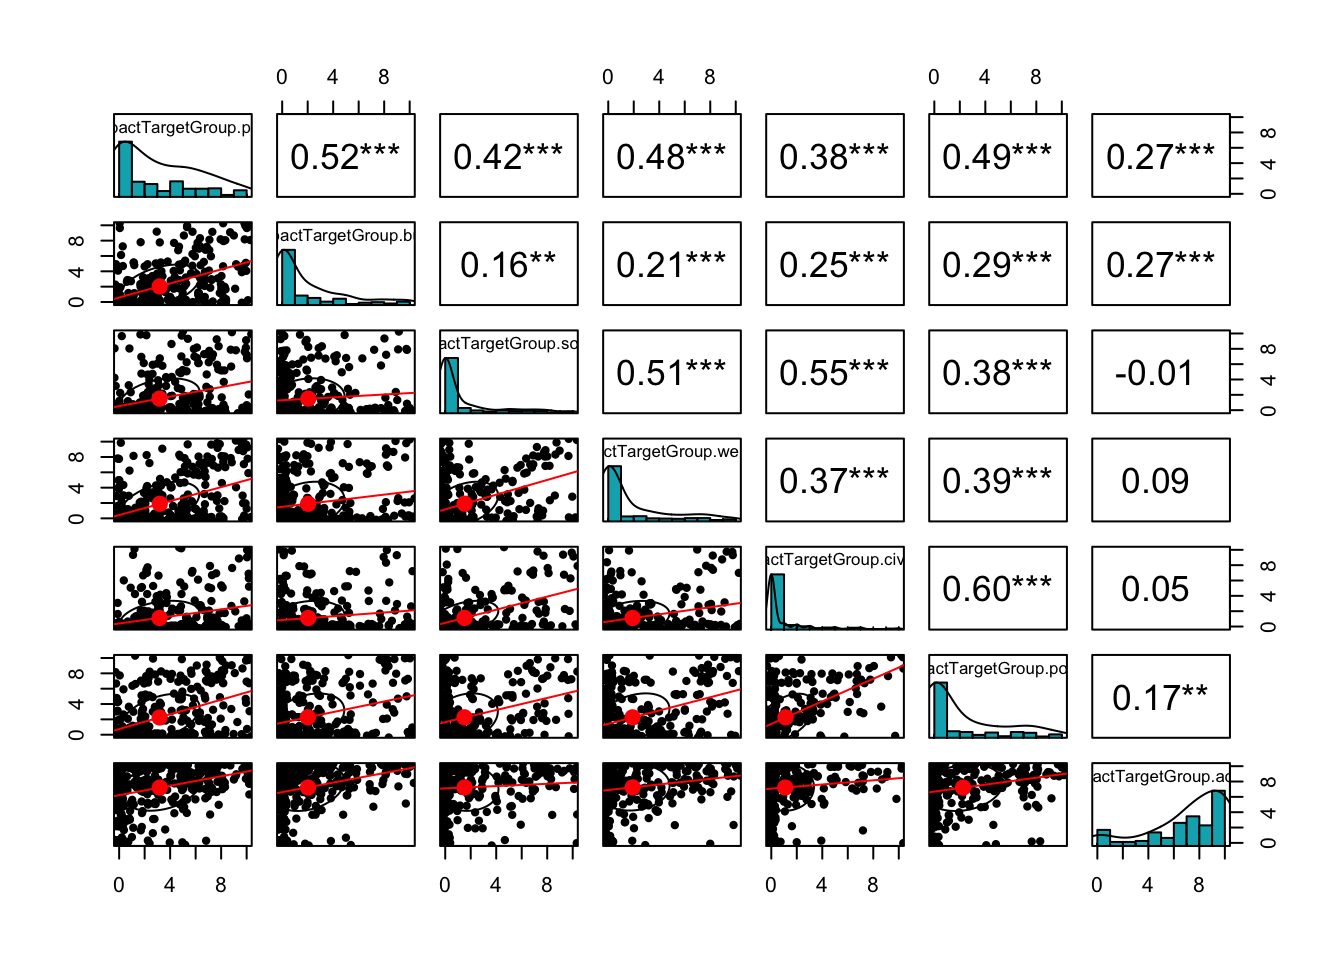 0 4 8 0 4 8 0 4 8
pactTargetGroup.p 0.52*** 0.42*** 0.48*** 0.38*** 0.49*** 0.27*** 0 4 8
0 4 8 pactTargetGroup.bu 0.16** 0.21*** 0.25*** 0.29*** 0.27***
actTargetGroup.so 0.51*** 0.55*** 0.38*** -0.01 0 4 8
0 4 8 ctTargetGroup.we 0.37*** 0.39*** 0.09
actTargetGroup.civ 0.60*** 0.05 0 4 8
0 4 8 actTargetGroup.po 0.17**
actTargetGroup.ac 0 4 8
0 4 8 0 4 8 0 4 8 0 4 8